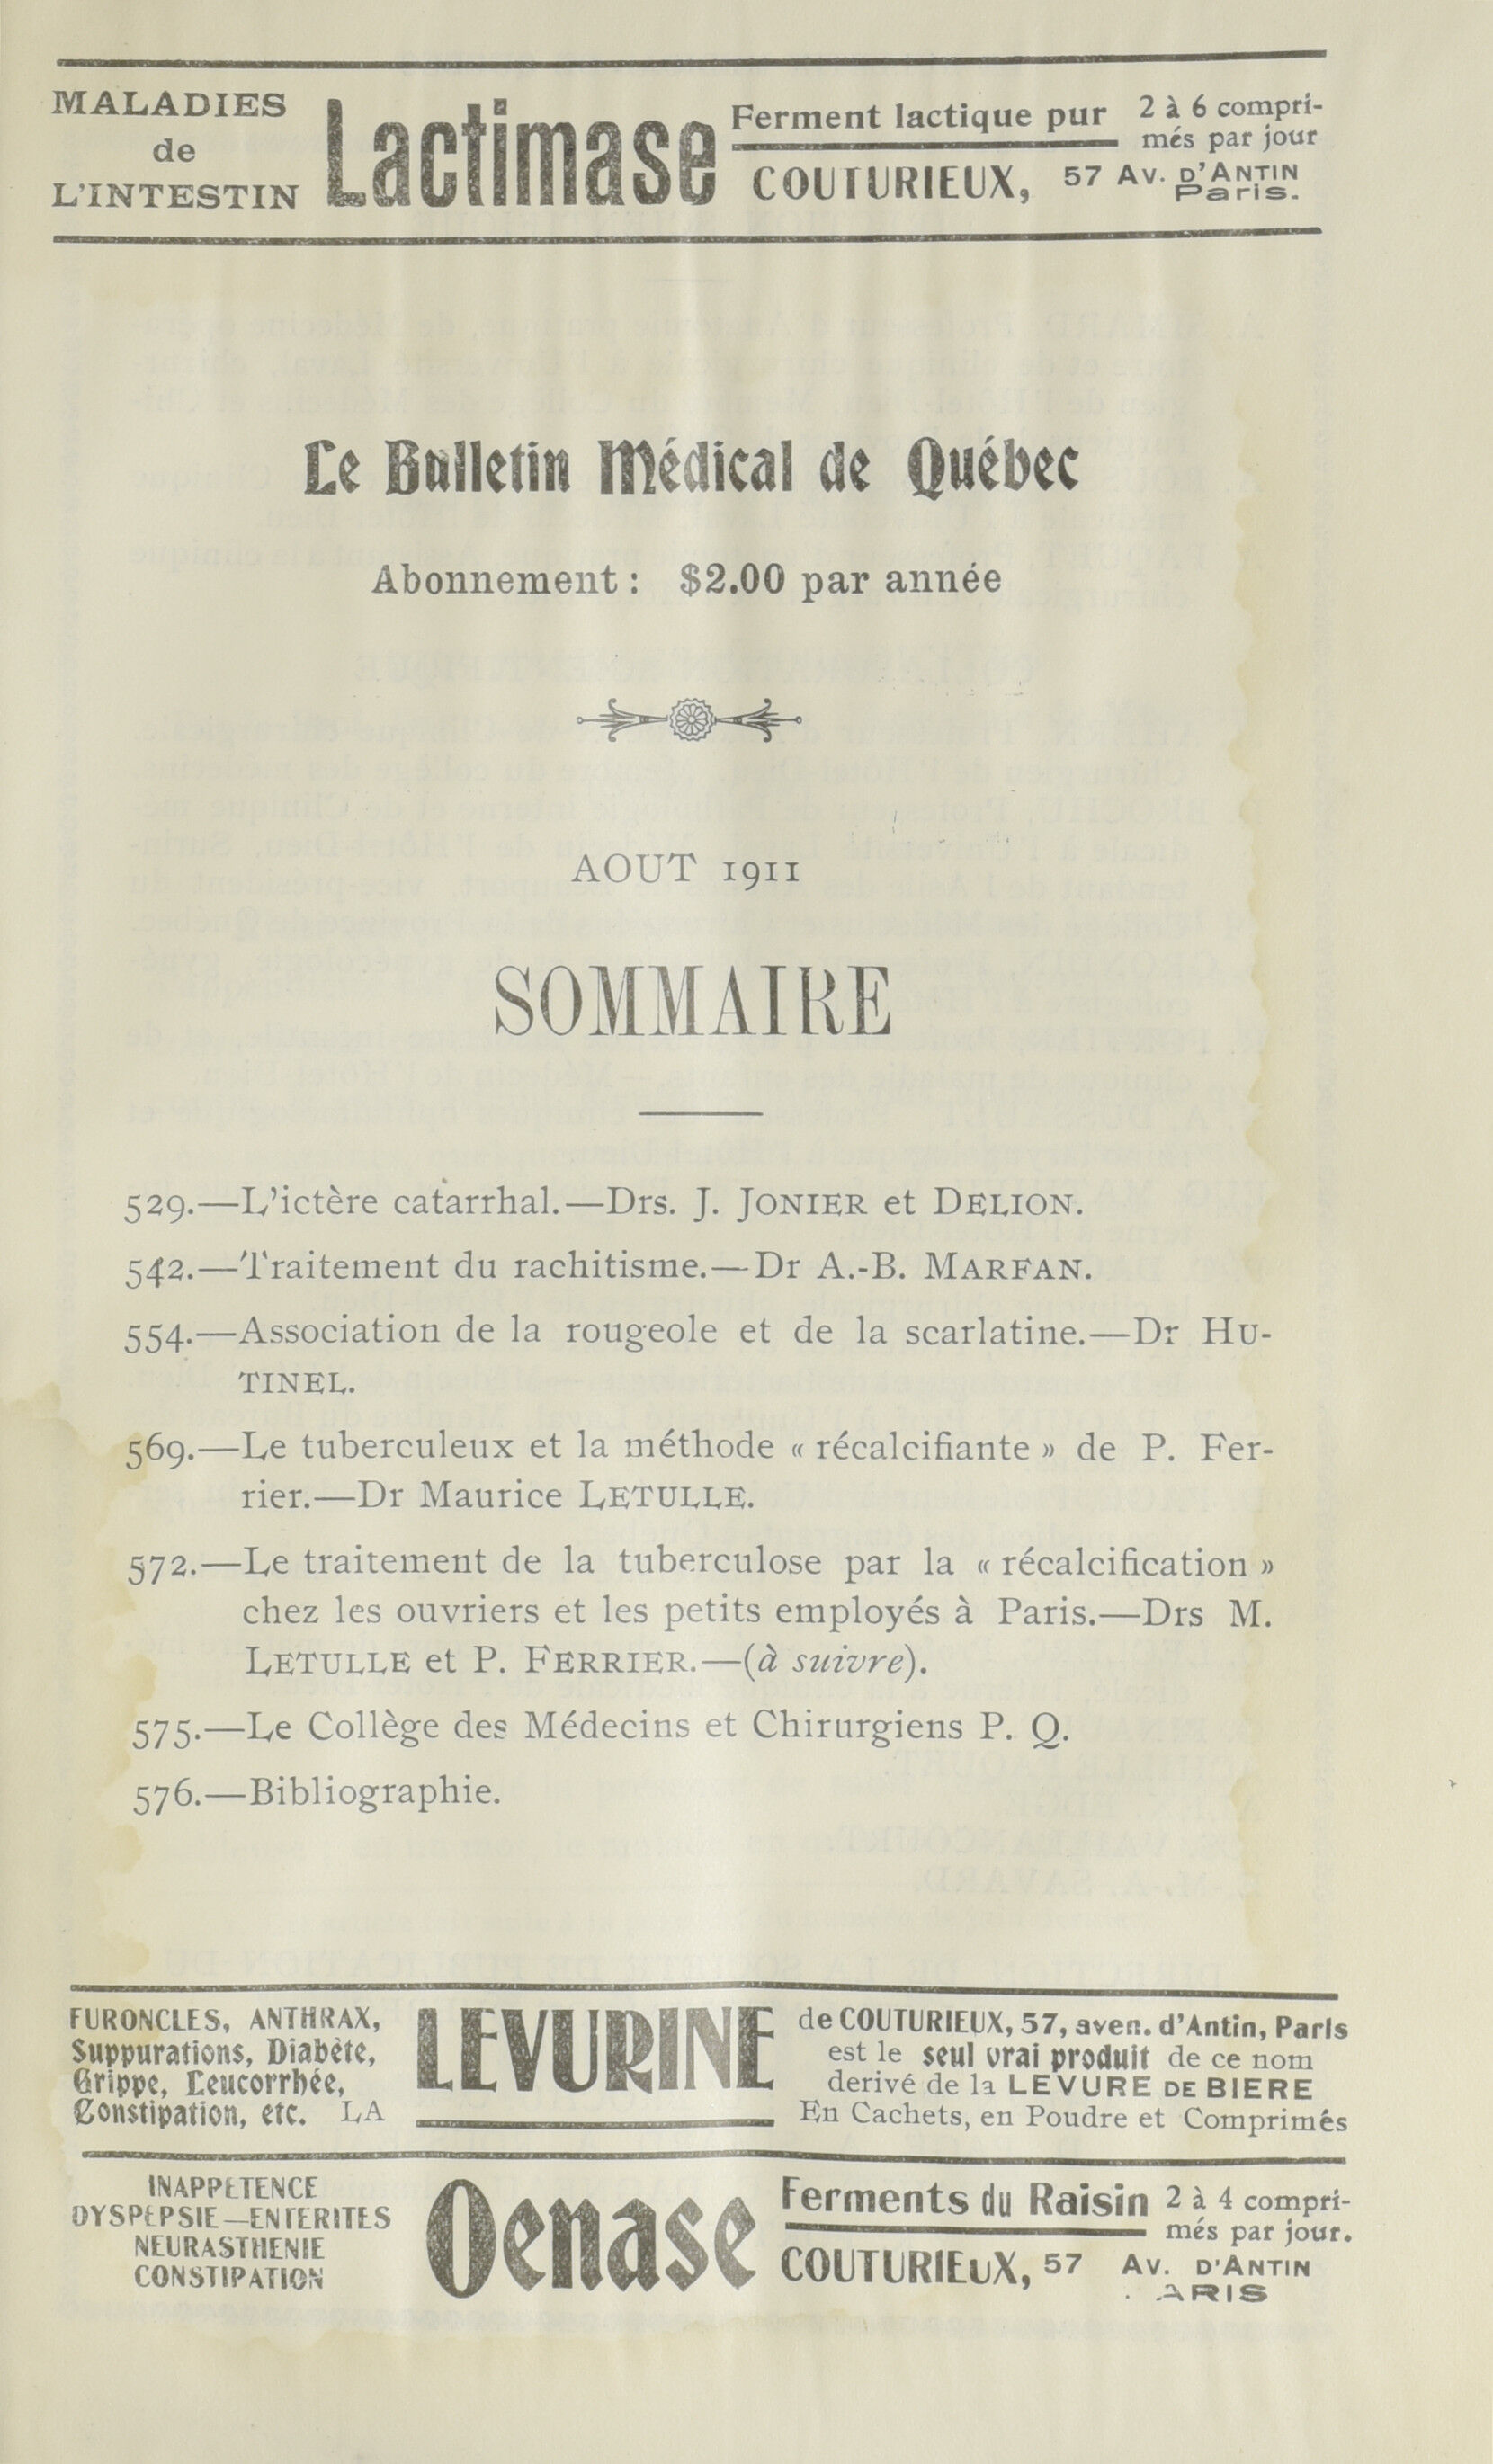 MALADIES
de
L'INTESTIN
Lactimase
Ferment lactique pur
2 à 6 compri-
més par jour
COUTURIEUX, 57 Av. D'ANTIN
Paris.
Le Bulletin Médical de Québec
Abonnement : $2.00 par année
AOUT 1911
SOMMAIRE
529.—L'ictère catarrhal.—Drs. J. JONIER et DELION.
542.—Traitement du rachitisme.—Dr A.-B. MARFAN.
554.—Association de la rougeole et de la scarlatine.—Dr HU-
TINEL.
569.—Le tuberculeux et la méthode « récalcifiante » de P. Fer-
rier.—Dr Maurice LETULLE.
572.—Le traitement de la tuberculose par la « récalcification »
chez les ouvriers et les petits employés à Paris.—Drs M.
LETULLE et P. FERRIER.—(à suivre).
575.—Le Collège des Médecins et Chirurgiens P. Q.
576.—Bibliographie.
FURONCLES, ANTHRAX,
Suppurations, Diabète,
Grippe, Leucorrhée,
Constipation, etc. LA
LEVURINE
de COUTURIEUX, 57, aven. d'Antin, Paris
est le seul vrai produit de ce nom
derivé de la LEVURE DE BIERE
En Cachets, en Poudre et Comprimés
INAPPÉTENCE
DYSPÉPSIE—ENTERITES
NEURASTHENIE
CONSTIPATION
Oenase
Ferments du Raisin
2 à 4 compri-
més par jour.
COUTURIEUX, 57 Av. D'ANTIN
ARIS